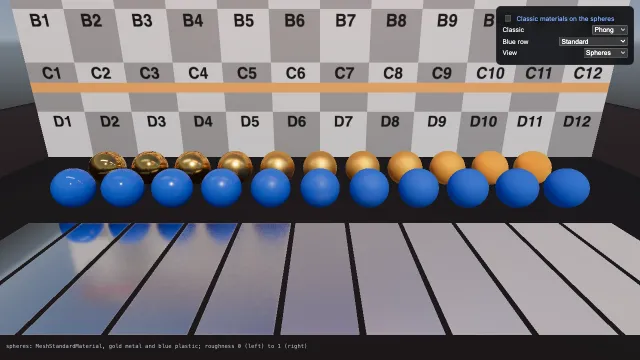 B1 B2 B3 B4 B5 B6 B7 B8 B9
C1 C2 C3 C4 C5 C6 C7 C8 C9 C10 C11 C12
D1 D2 D3 D4 D5 D6 D7 D8 D9 D10 D11 D12
Classic materials on the spheres
Classic Phong
Blue row Standard
View Spheres
spheres: MeshStandardMaterial, gold metal and blue plastic; roughness 0 (left) to 1 (right)